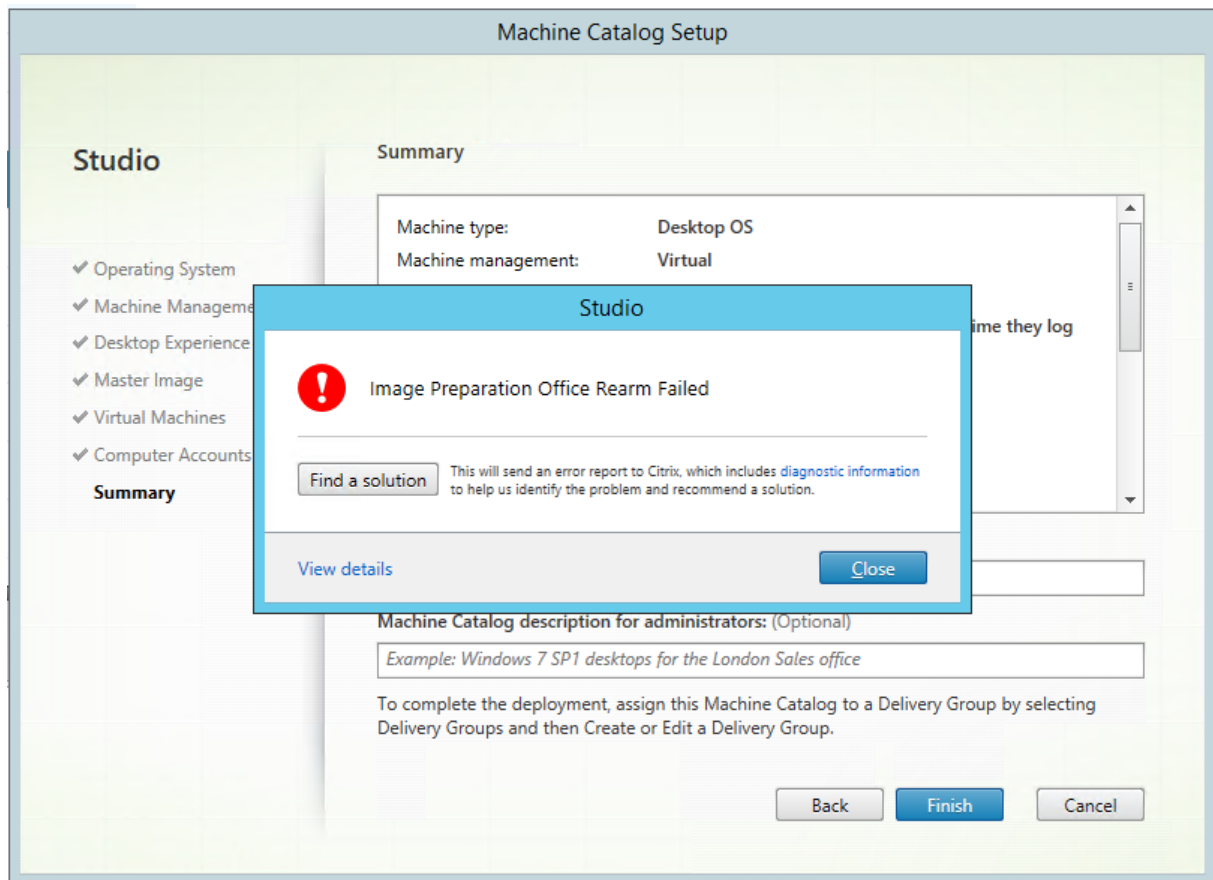 Machine Catalog Setup
Studio
Operating System
Machine Manageme
Desktop Experience
Master Image
Virtual Machines
Computer Accounts
Summary
Summary
Machine type: Desktop OS
Machine management: Virtual
ime they log
Studio
Image Preparation Office Rearm Failed
Find a solution
This will send an error report to Citrix, which includes diagnostic information
to help us identify the problem and recommend a solution.
View details
Close
Machine Catalog description for administrators: (Optional)
Example: Windows 7 SP1 desktops for the London Sales office
To complete the deployment, assign this Machine Catalog to a Delivery Group by selecting
Delivery Groups and then Create or Edit a Delivery Group.
Back Finish Cancel